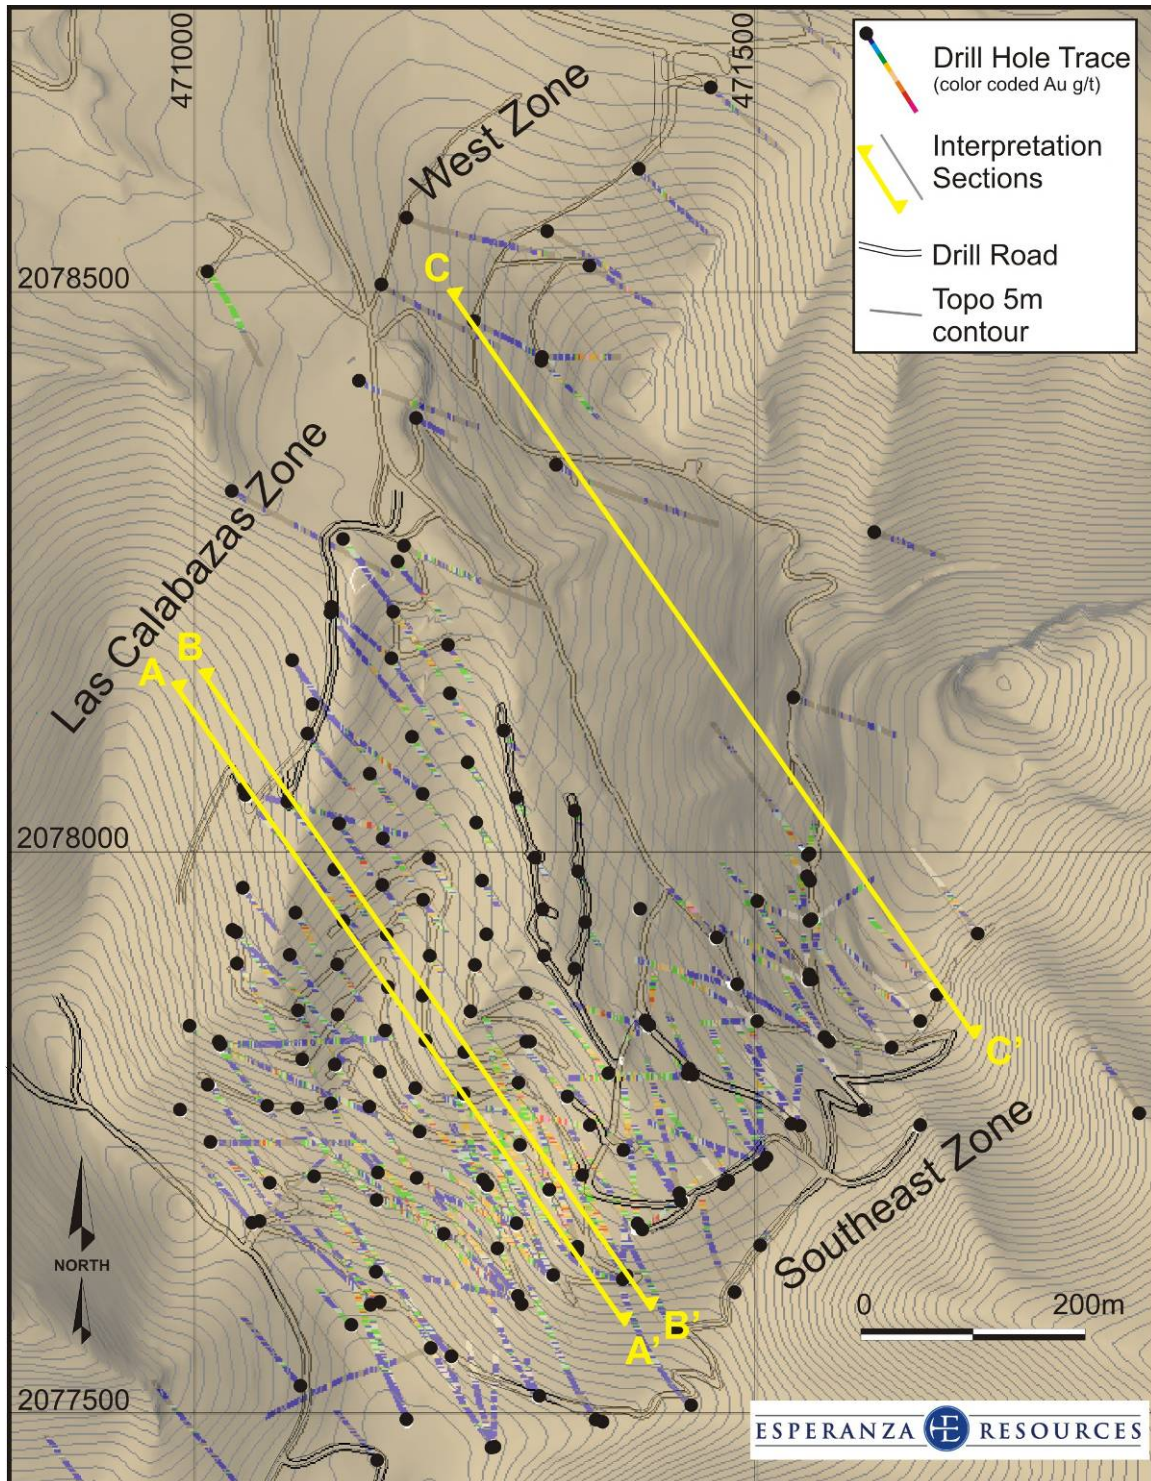 471000
471500
Drill Hole Trace
(color coded Au g/t)
Interpretation
Sections
Drill Road
Topo 5m
contour
West Zone
2078500
C
Las Calabazas Zone
B
A
2078000
C'
Southeast Zone
NORTH
0 200m
B'
A'
2077500
ESPERANZA E RESOURCES